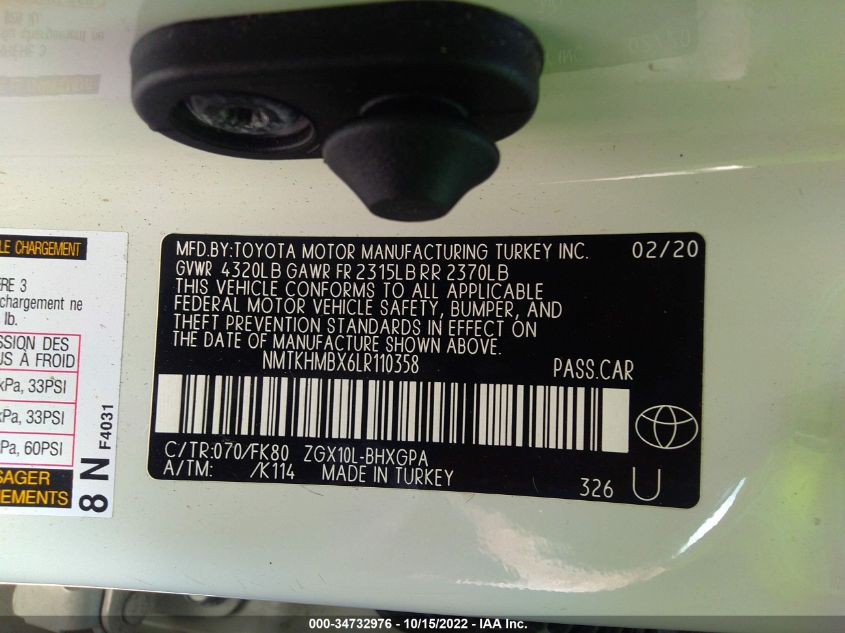 LE CHARGEMENT
ÈRE 3
chargement ne
lb.
SSION DES
US À FROID
kPa, 33PSI
kPa, 33PSI
Pa, 60PSI
SAGER
NEMENTS
8 N F4031
MFD.BY:TOYOTA MOTOR MANUFACTURING TURKEY INC. 02/20
GVWR 4320LB GAWR FR 2315LB RR 2370LB
THIS VEHICLE CONFORMS TO ALL APPLICABLE
FEDERAL MOTOR VEHICLE SAFETY, BUMPER, AND
THEFT PREVENTION STANDARDS IN EFFECT ON
THE DATE OF MANUFACTURE SHOWN ABOVE.
NMTKHMBX6LR110358 PASS.CAR
C/TR:070/FK80 ZGX10L-BHXGPA
A/TM: /K114 MADE IN TURKEY
326 U
000-34732976 - 10/15/2022 - IAA Inc.